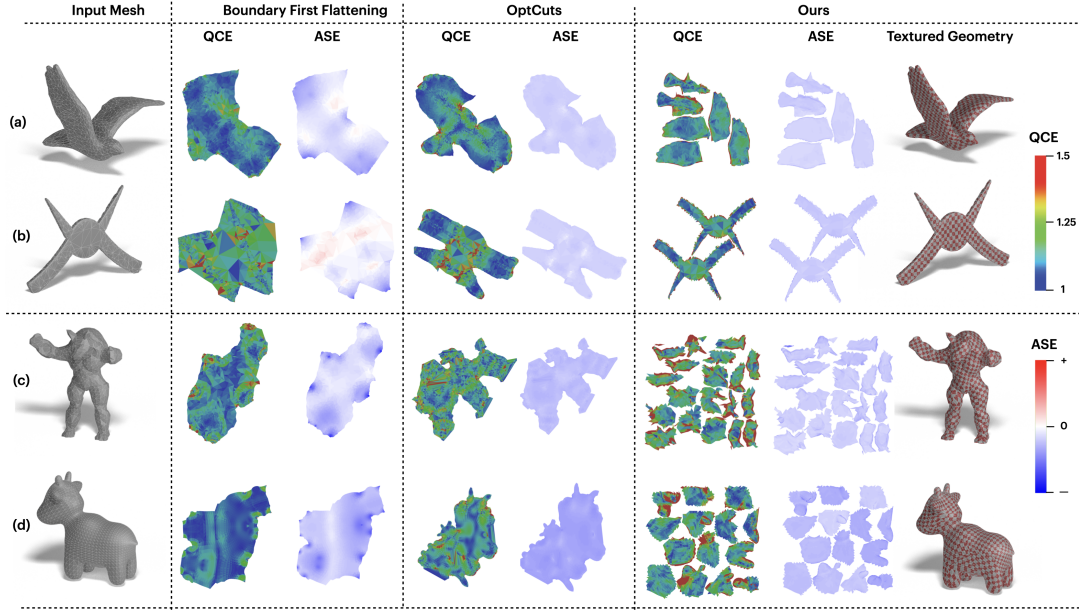 Input Mesh Boundary First Flattening OptCuts Ours
QCE ASE QCE ASE QCE ASE Textured Geometry
(a)
QCE
1.5
1.25
1
(b)
(c)
ASE
+
0
—
(d)